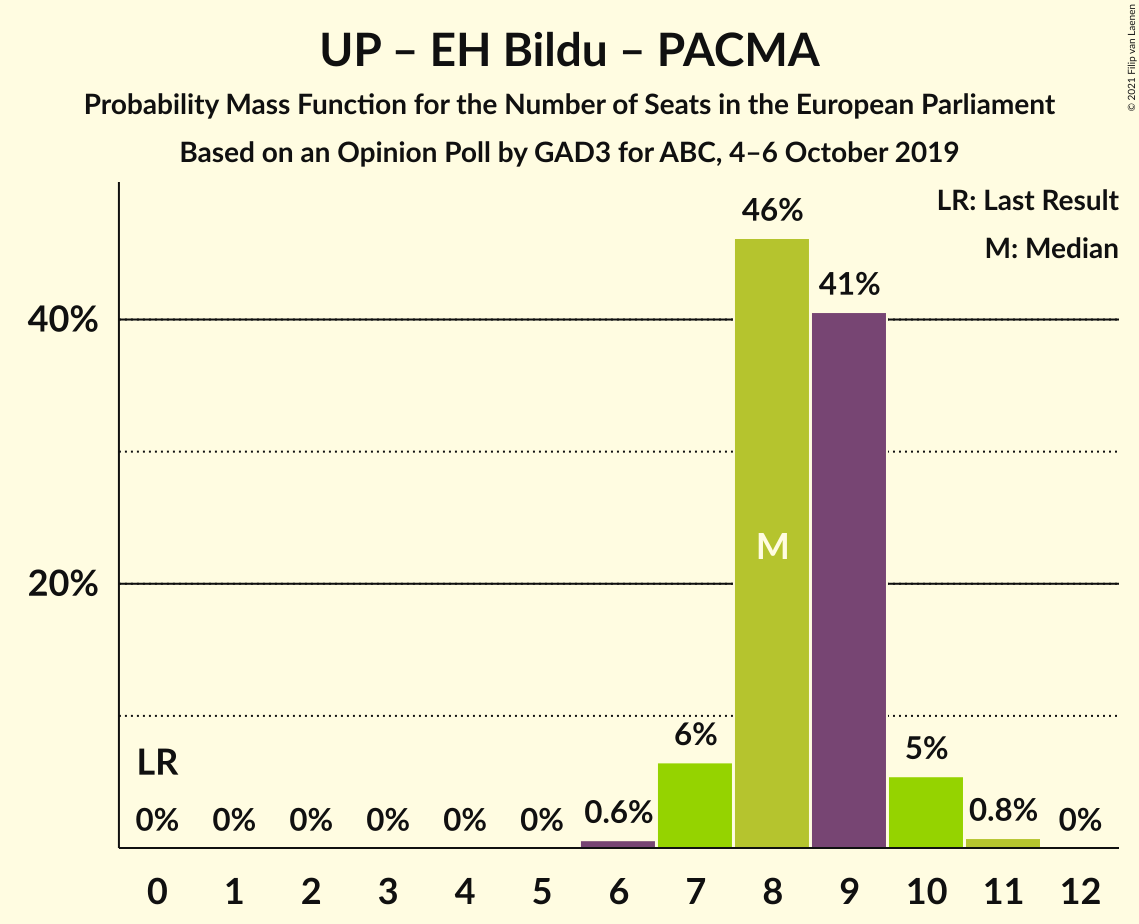 UP – EH Bildu – PACMA
Probability Mass Function for the Number of Seats in the European Parliament
Based on an Opinion Poll by GAD3 for ABC, 4–6 October 2019
© 2021 Filip van Laenen
LR: Last Result
M: Median
46%
41%
40%
M
20%
6%
5%
LR
0% 0% 0% 0% 0% 0% 0.6% 0.8% 0%
0 1 2 3 4 5 6 7 8 9 10 11 12